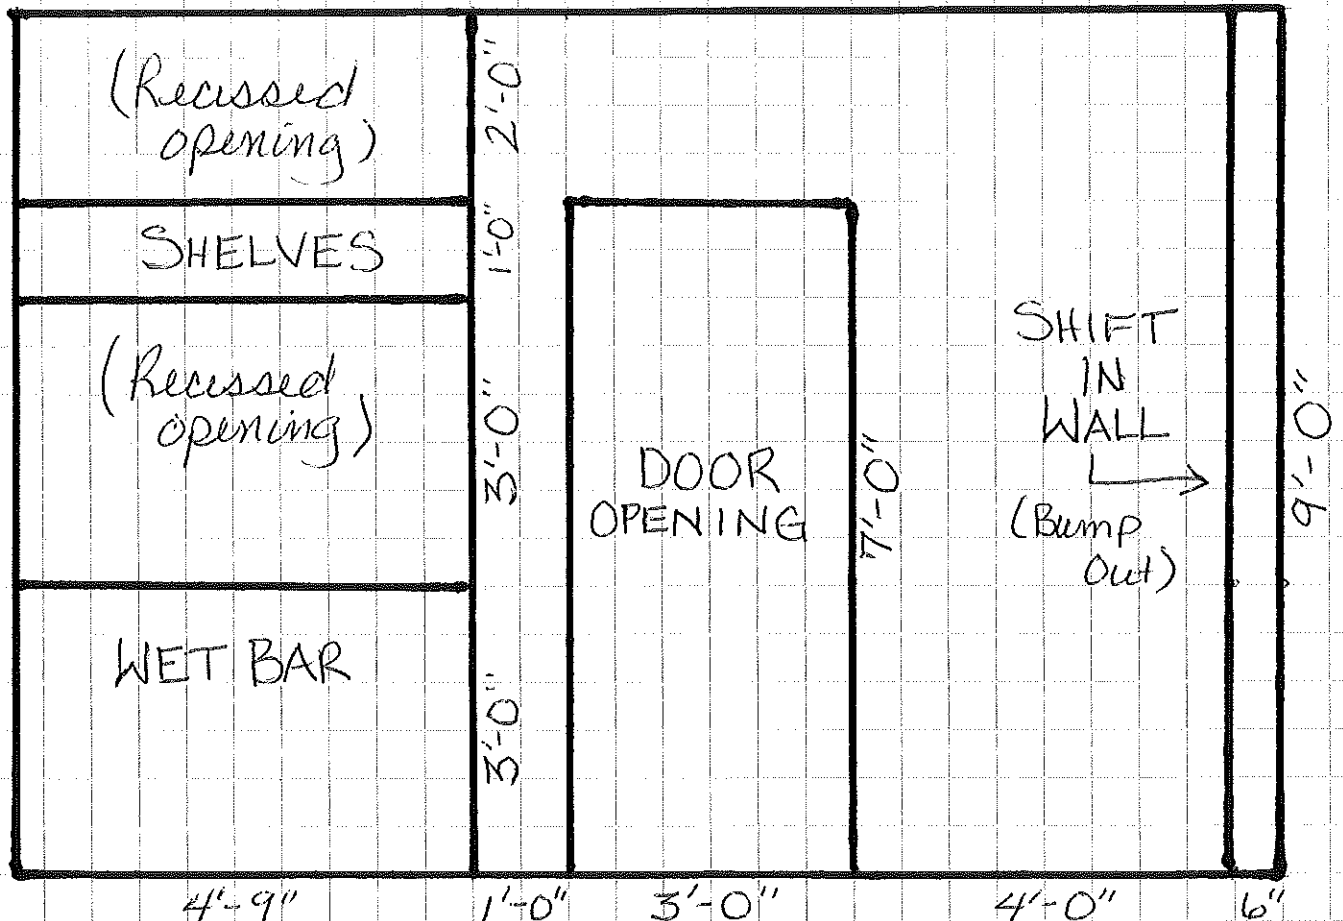 (Recessed
opening)
2'-0"
SHELVES
1'-0"
(Recessed
opening)
3'-0"
WET BAR
3'-0"
DOOR
OPENING
7'-0"
SHIFT
IN
WALL
(Bump
Out)
9'-0"
4'-9" 1'-0" 3'-0" 4'-0" 6"